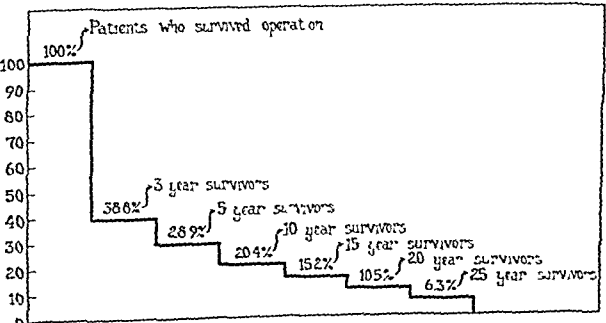 Patients who survived operation
100%
100
90
80
70
60
50
40
30
20
10
0
3 year survivors
38.8%
5 year survivors
28.9%
10 year survivors
20.4%
15 year survivors
15.2%
20 year survivors
10.5%
25 year survivors
6.3%